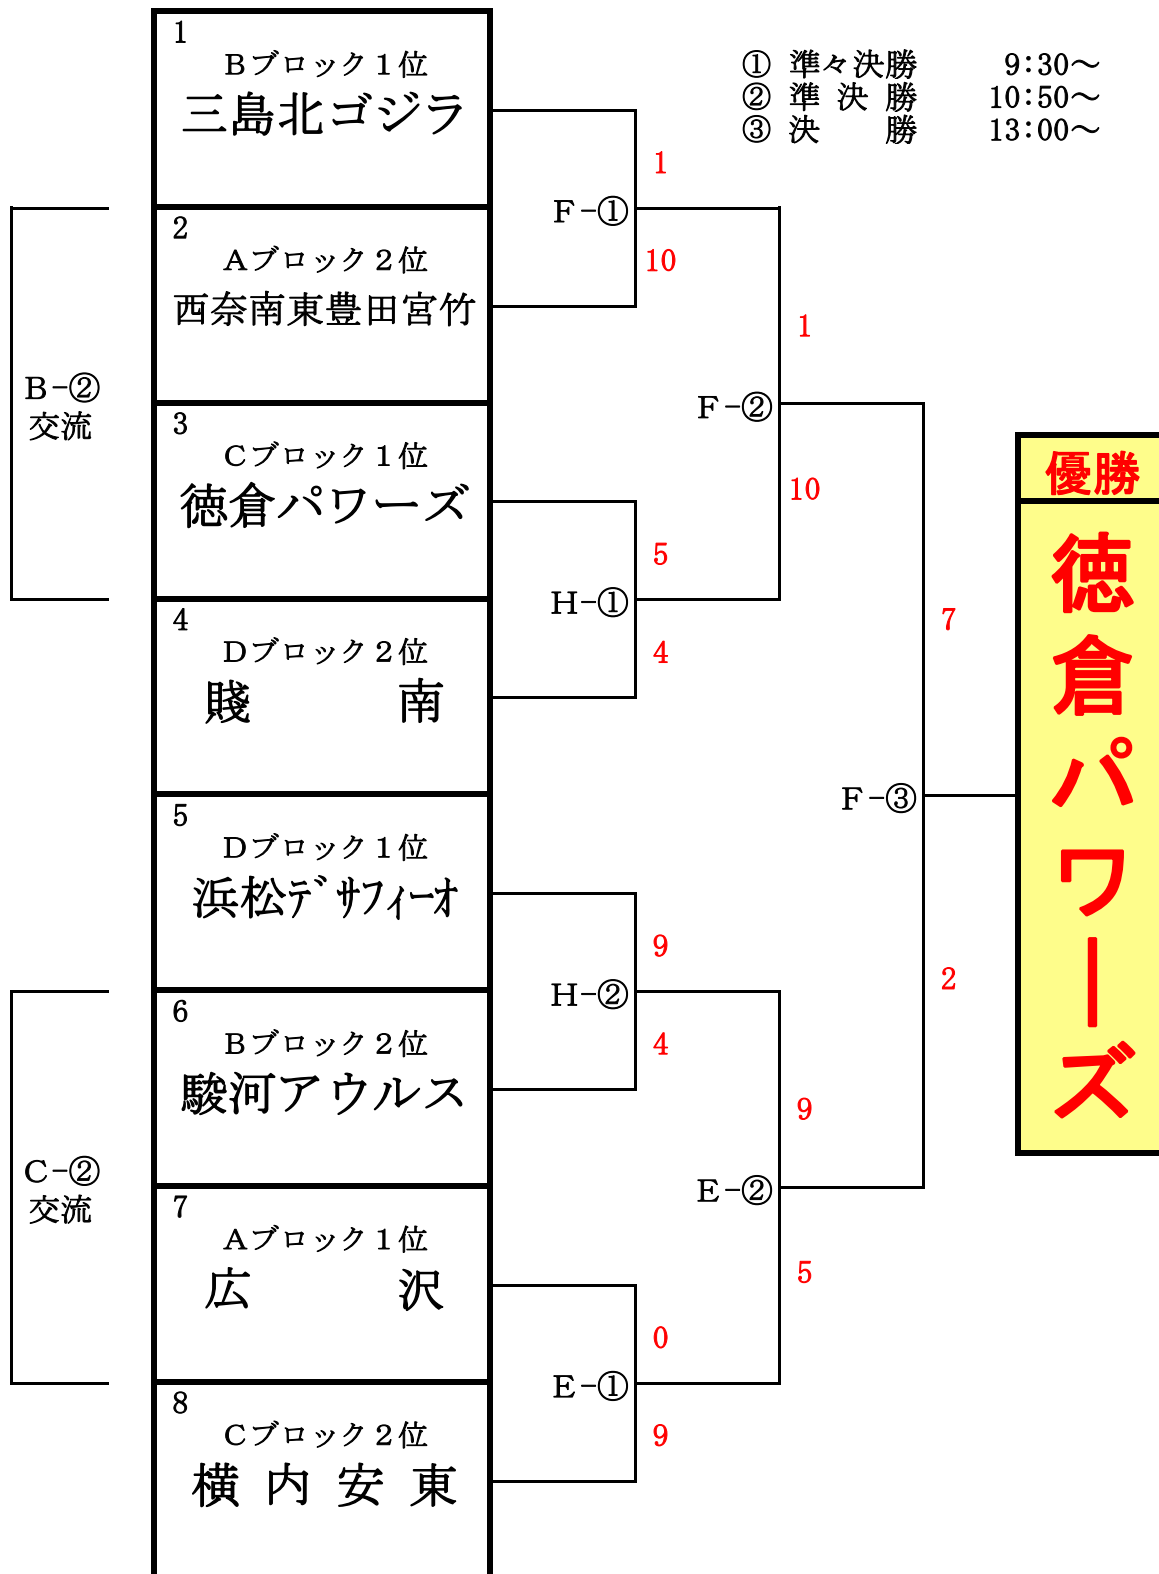 ① 準々決勝 9:30～
② 準決勝 10:50～
③ 決勝 13:00～
1
Bブロック1位
三島北ゴジラ
2
Aブロック2位
西奈南東豊田宮竹
3
Cブロック1位
徳倉パワーズ
4
Dブロック2位
賤南
5
Dブロック1位
浜松ﾃﾞｻフィーオ
6
Bブロック2位
駿河アウルス
7
Aブロック1位
広沢
8
Cブロック2位
横内安東
B-②
交流
C-②
交流
F-①
1
10
H-①
5
4
H-②
9
4
E-①
0
9
F-②
1
10
E-②
9
5
F-③
7
2
優勝
徳倉パワーズ